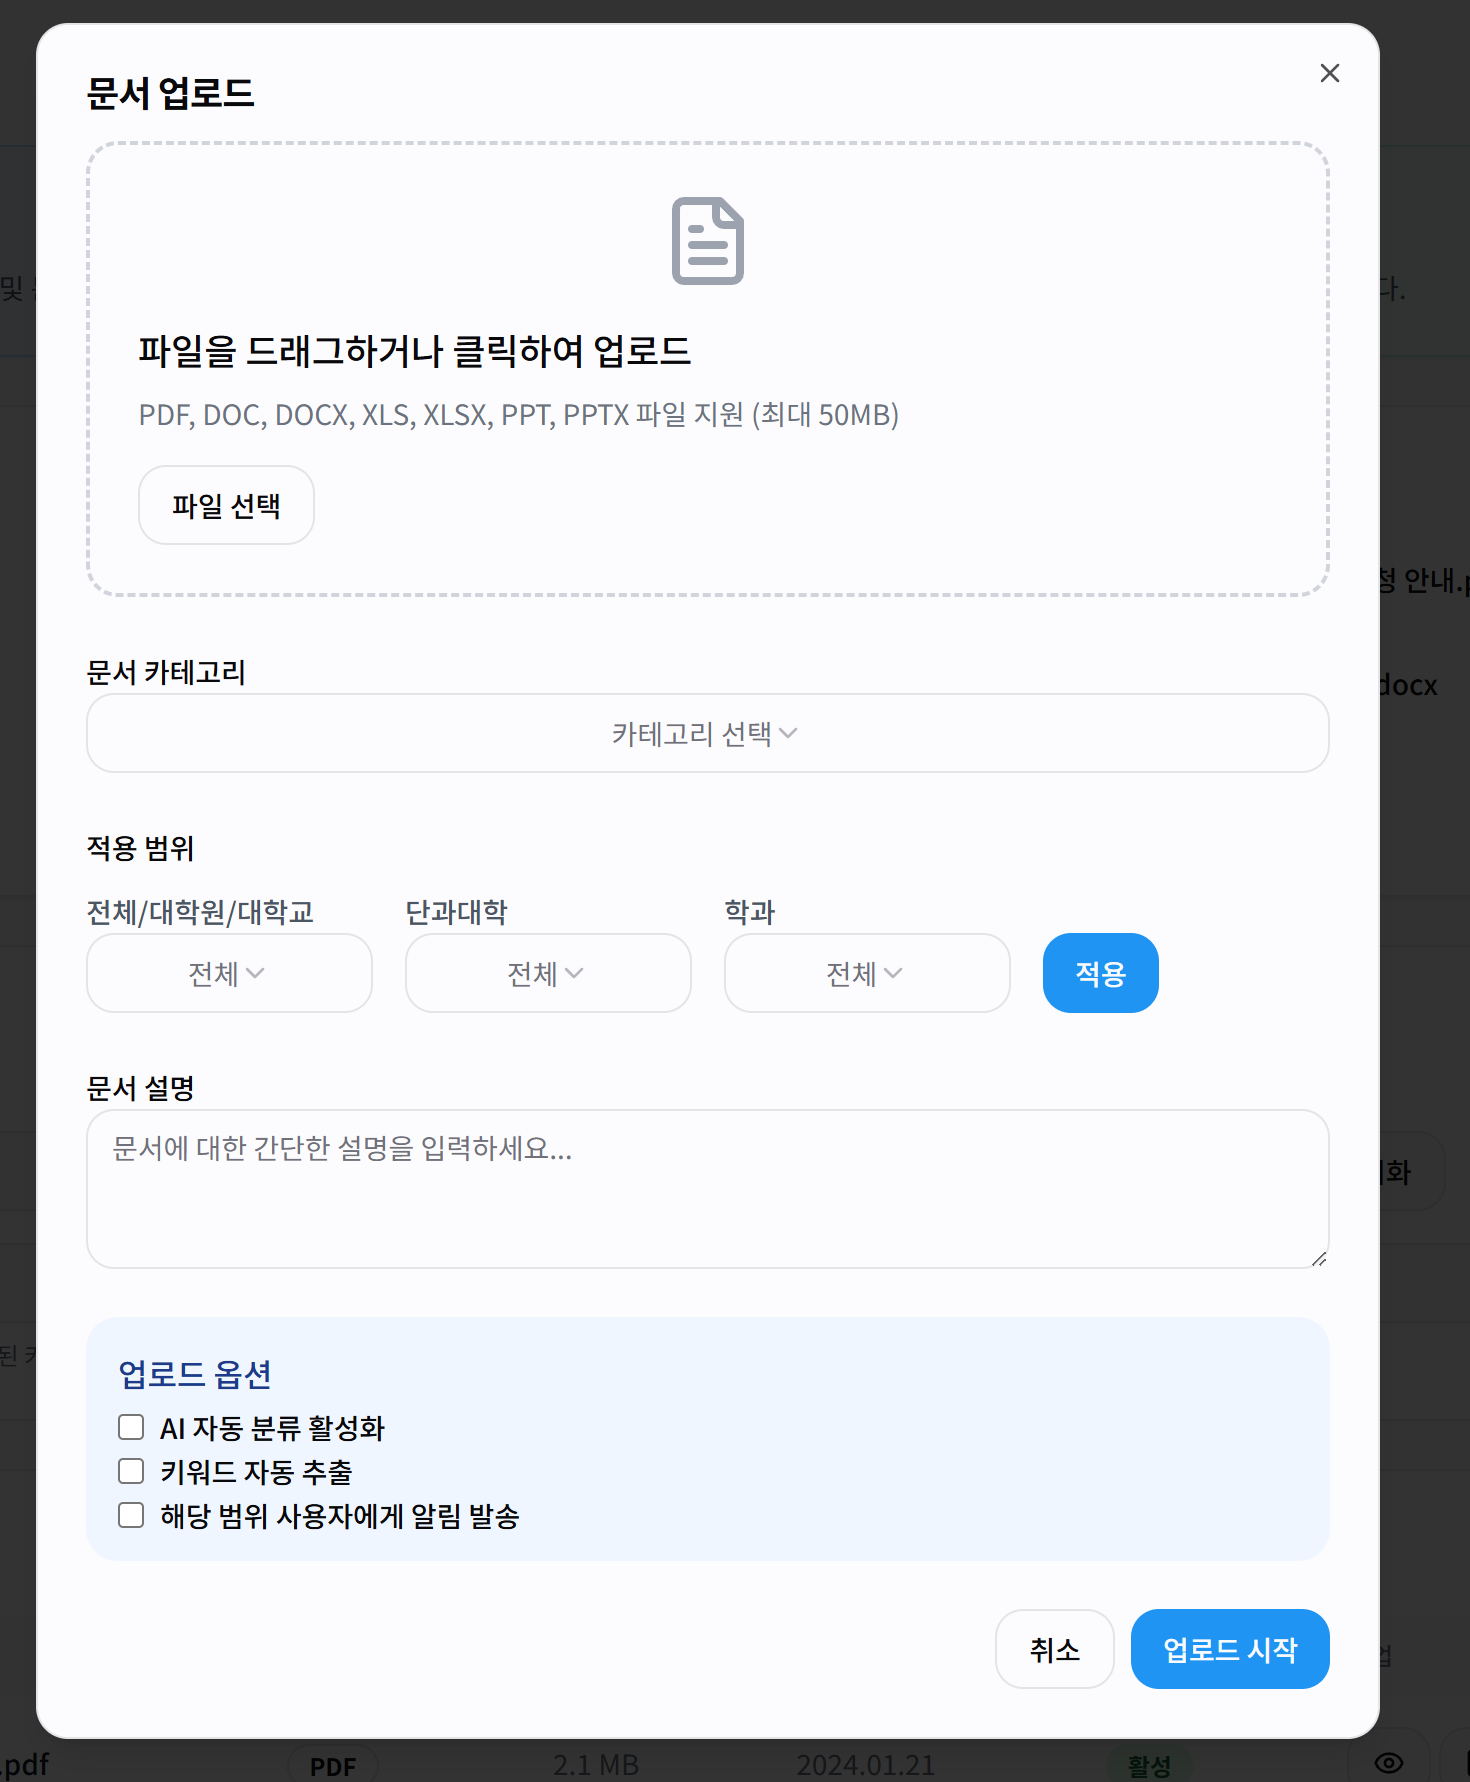 문서 업로드
파일을 드래그하거나 클릭하여 업로드
PDF, DOC, DOCX, XLS, XLSX, PPT, PPTX 파일 지원 (최대 50MB)
파일 선택
문서 카테고리
카테고리 선택
적용 범위
전체/대학원/대학교 단과대학 학과
전체 전체 전체 적용
문서 설명
문서에 대한 간단한 설명을 입력하세요...
업로드 옵션
AI 자동 분류 활성화
키워드 자동 추출
해당 범위 사용자에게 알림 발송
취소 업로드 시작
및
다.
청 안내.p
docx
화
된
업
.pdf PDF 2.1 MB 2024.01.21 활성